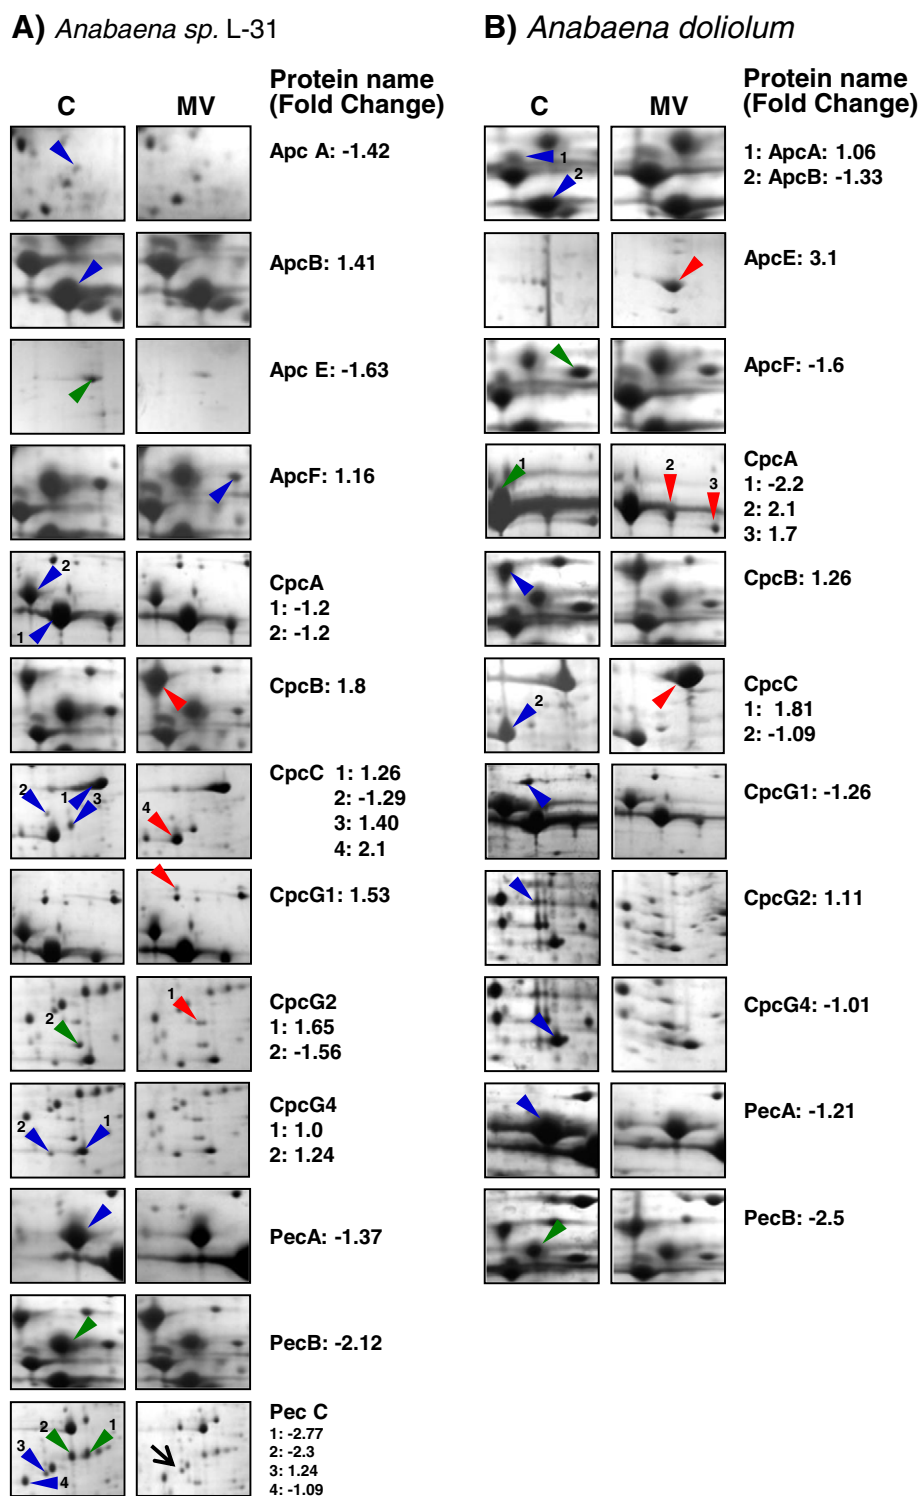 A) Anabaena sp. L-31
C
MV
Protein name
(Fold Change)
Apc A: -1.42
ApcB: 1.41
Apc E: -1.63
ApcF: 1.16
2
1
CpcA
1: -1.2
2: -1.2
CpcB: 1.8
2
1
3
4
CpcC 1: 1.26
2: -1.29
3: 1.40
4: 2.1
CpcG1: 1.53
2
1
CpcG2
1: 1.65
2: -1.56
2
1
CpcG4
1: 1.0
2: 1.24
PecA: -1.37
PecB: -2.12
2
1
3
4
Pec C
1: -2.77
2: -2.3
3: 1.24
4: -1.09
B) Anabaena doliolum
C
MV
Protein name
(Fold Change)
1
2
1: ApcA: 1.06
2: ApcB: -1.33
ApcE: 3.1
ApcF: -1.6
1
2
3
CpcA
1: -2.2
2: 2.1
3: 1.7
CpcB: 1.26
2
CpcC
1: 1.81
2: -1.09
CpcG1: -1.26
CpcG2: 1.11
CpcG4: -1.01
PecA: -1.21
PecB: -2.5